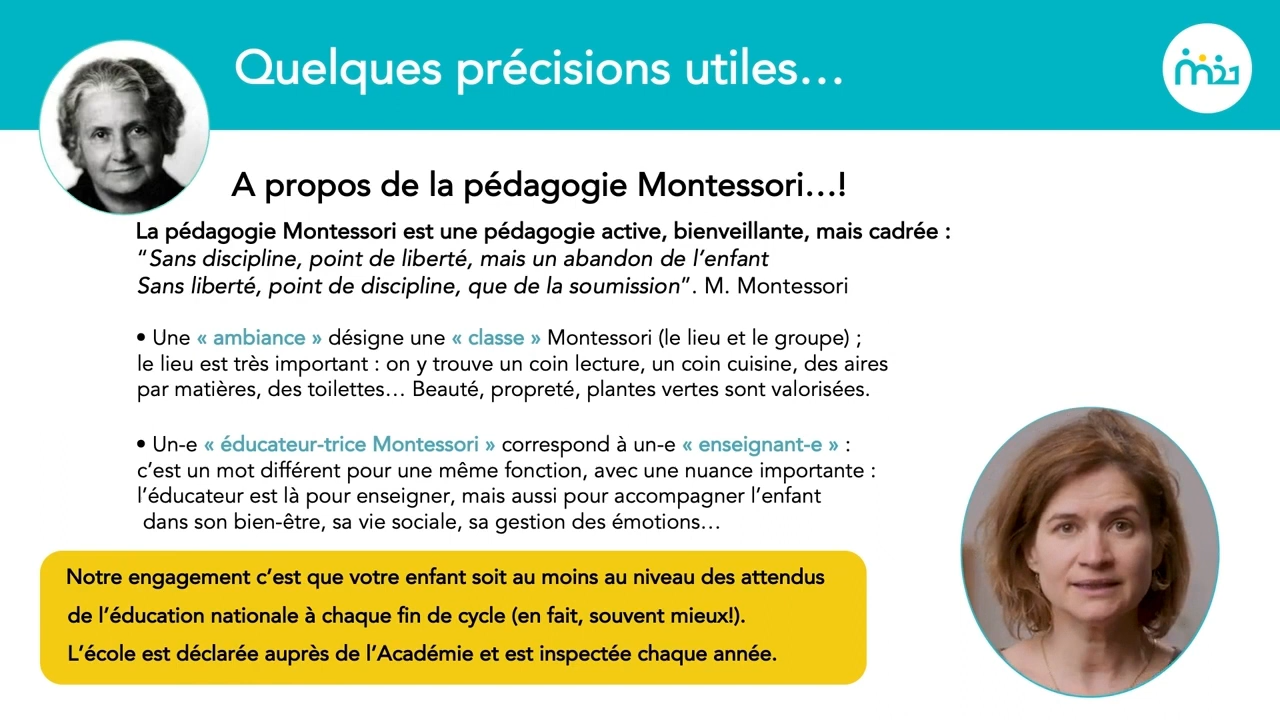 Quelques précisions utiles...
A propos de la pédagogie Montessori...!
La pédagogie Montessori est une pédagogie active, bienveillante, mais cadrée :
"Sans discipline, point de liberté, mais un abandon de l'enfant
Sans liberté, point de discipline, que de la soumission". M. Montessori
• Une « ambiance » désigne une « classe » Montessori (le lieu et le groupe) ;
le lieu est très important : on y trouve un coin lecture, un coin cuisine, des aires
par matières, des toilettes... Beauté, propreté, plantes vertes sont valorisées.
• Un-e « éducateur-trice Montessori » correspond à un-e « enseignant-e » :
c'est un mot différent pour une même fonction, avec une nuance importante :
l'éducateur est là pour enseigner, mais aussi pour accompagner l'enfant
dans son bien-être, sa vie sociale, sa gestion des émotions...
Notre engagement c'est que votre enfant soit au moins au niveau des attendus
de l'éducation nationale à chaque fin de cycle (en fait, souvent mieux!).
L'école est déclarée auprès de l'Académie et est inspectée chaque année.